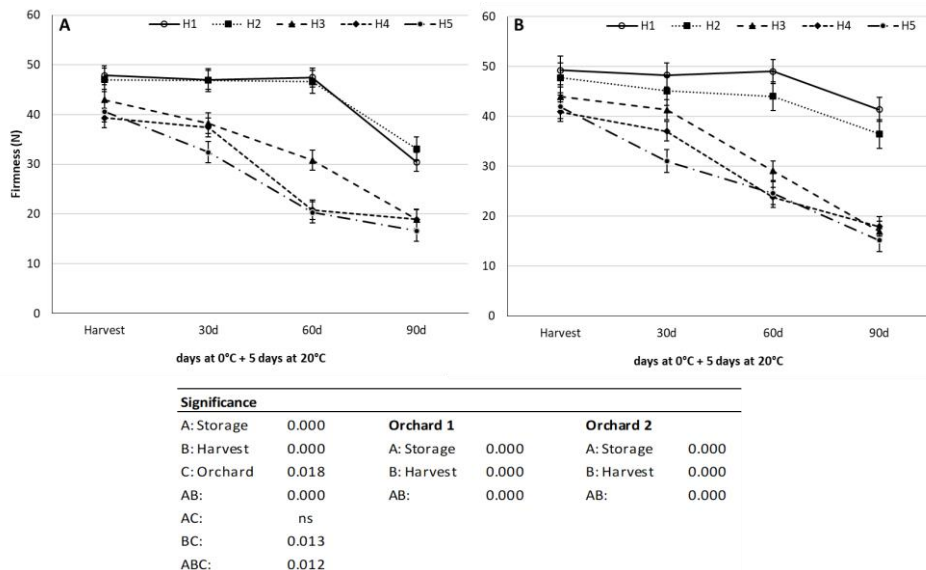 A
H1 H2 H3 H4 H5
60
50
40
30
20
10
0
Firmness (N)
Harvest 30d 60d 90d
days at 0°C + 5 days at 20°C
B
H1 H2 H3 H4 H5
60
50
40
30
20
10
0
Harvest 30d 60d 90d
days at 0°C + 5 days at 20°C
Significance
A: Storage 0.000 Orchard 1 Orchard 2
B: Harvest 0.000 A: Storage 0.000 A: Storage 0.000
C: Orchard 0.018 B: Harvest 0.000 B: Harvest 0.000
AB: 0.000 AB: 0.000 AB: 0.000
AC: ns
BC: 0.013
ABC: 0.012